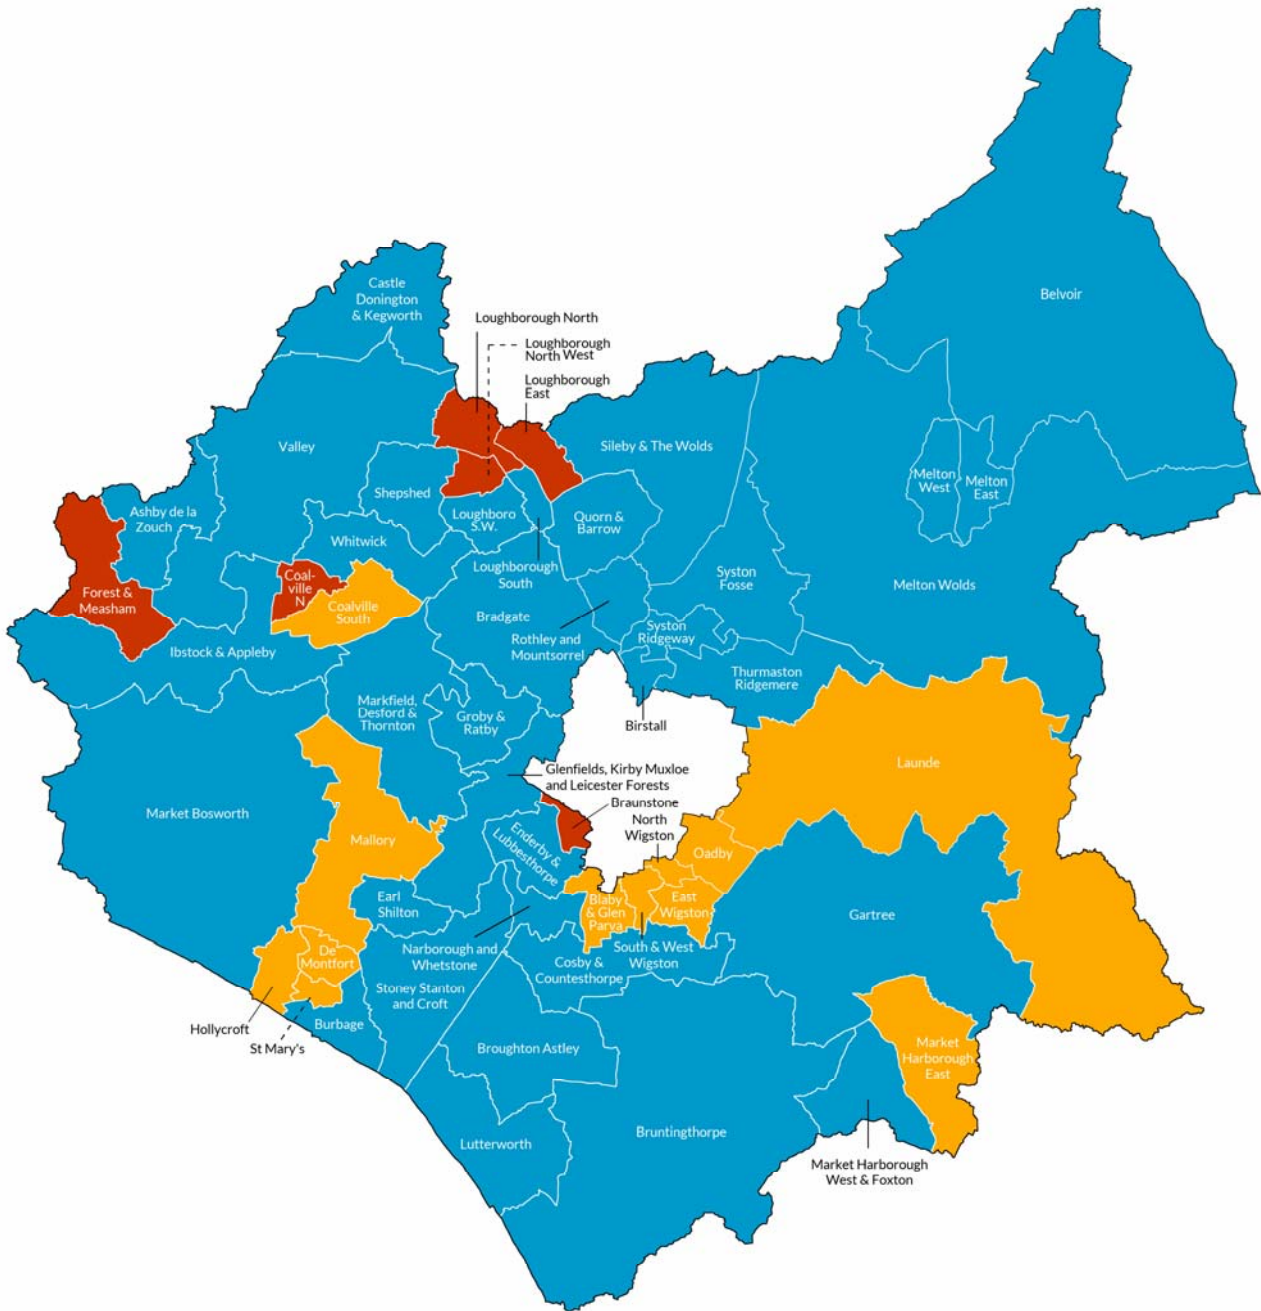 Belvoir
Castle
Donington
& Kegworth
Loughborough North
Loughborough
North West
Loughborough
East
Valley
Sileby & The Wolds
Shepshed
Melton
West
Melton
East
Ashby de la
Zouch
Loughboro
S.W.
Quorn &
Barrow
Whitwick
Loughborough
South
Syston
Fosse
Melton Wolds
Coal-
ville
N
Forest &
Measham
Coalville
South
Bradgate
Rothley and
Mountsorrel
Syston
Ridgeway
Ibstock & Appleby
Thurmaston
Ridgemere
Markfield,
Desford &
Thornton
Groby &
Ratby
Birstall
Glenfields, Kirby Muxloe
and Leicester Forests
Launde
Braunstone
North
Wigston
Market Bosworth
Mallory
Enderby &
Lubbesthorpe
Oadby
Earl
Shilton
Blaby
& Glen
Parva
East
Wigston
Gartree
De
Montfort
Narborough and
Whetstone
South & West
Wigston
Cosby &
Countesthorpe
Stoney Stanton
and Croft
Hollycroft
St Mary's
Burbage
Broughton Astley
Market
Harborough
East
Lutterworth
Bruntingthorpe
Market Harborough
West & Foxton